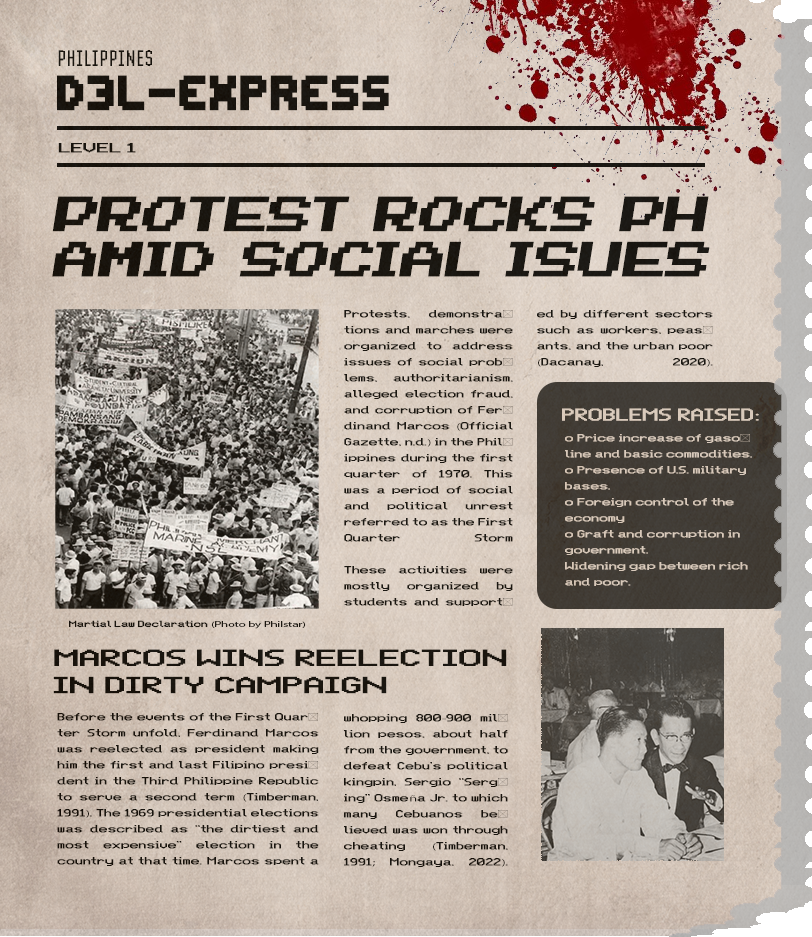 PHILIPPINES
DƎL-EXPRESS
LEVEL 1
PROTEST ROCKS PH
AMID SOCIAL ISUES
AKSION
STUDENT-CULTURAL
FOUNDATION
PHILIPPINE MERCHANT
MARINE
Martial Law Declaration (Photo by Philstar)
Protests, demonstra☒
tions and marches were
organized to address
issues of social prob☒
lems, authoritarianism,
alleged election fraud,
and corruption of Fer☒
dinand Marcos (Official
Gazette, n.d.) in the Phil☒
ippines during the first
quarter of 1970. This
was a period of social
and political unrest
referred to as the First
Quarter Storm
These activities were
mostly organized by
students and support☒
ed by different sectors
such as workers, peas☒
ants, and the urban poor
(Dacanay, 2020).
PROBLEMS RAISED:
o Price increase of gaso☒
line and basic commodities.
o Presence of U.S. military
bases.
o Foreign control of the
economy
o Graft and corruption in
government.
Widening gap between rich
and poor.
MARCOS WINS REELECTION
IN DIRTY CAMPAIGN
Before the events of the First Quar☒
ter Storm unfold, Ferdinand Marcos
was reelected as president making
him the first and last Filipino presi☒
dent in the Third Philippine Republic
to serve a second term (Timberman,
1991). The 1969 presidential elections
was described as "the dirtiest and
most expensive" election in the
country at that time. Marcos spent a
whopping 800-900 mil☒
lion pesos, about half
from the government, to
defeat Cebu's political
kingpin, Sergio "Serg☒
ing" Osmena Jr. to which
many Cebuanos be☒
lieved was won through
cheating (Timberman,
1991; Mongaya, 2022).